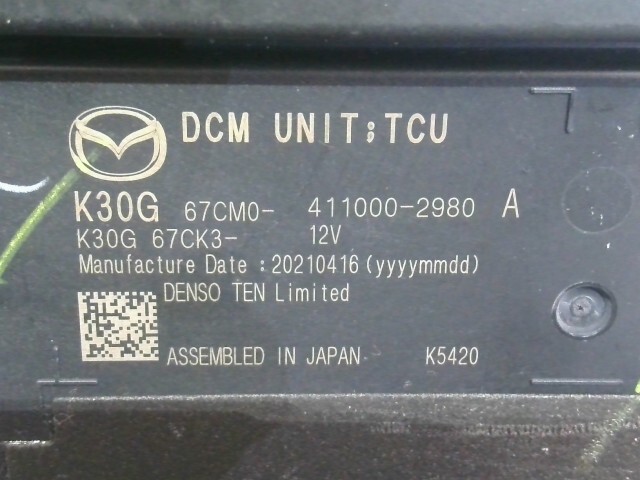 DCM UNIT;TCU
K30G 67CM0- 411000-2980 A
K30G 67CK3- 12V
Manufacture Date :20210416(yyyymmdd)
DENSO TEN Limited
ASSEMBLED IN JAPAN K5420